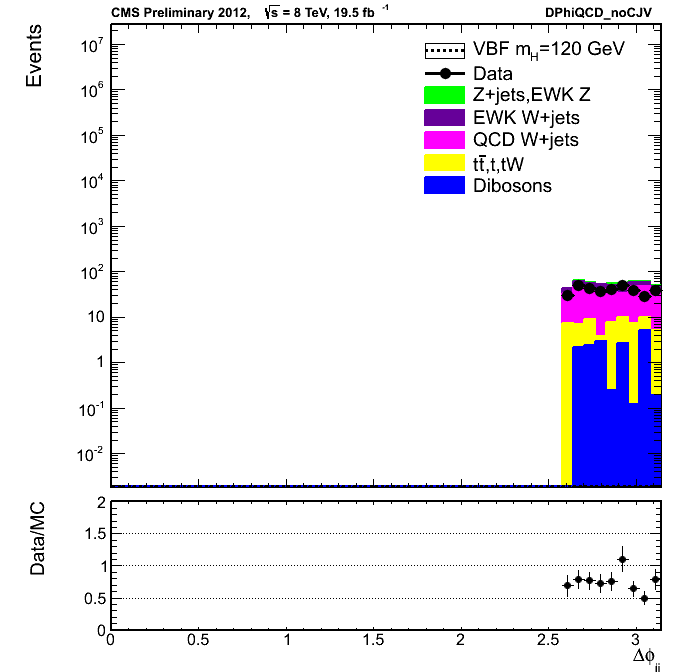 CMS Preliminary 2012, √s = 8 TeV, 19.5 fb⁻¹ DPhiQCD_noCJV
Events
10⁷
10⁶
10⁵
10⁴
10³
10²
10
1
10⁻¹
10⁻²
VBF m_H=120 GeV
Data
Z+jets,EWK Z
EWK W+jets
QCD W+jets
tt̅,t,tW
Dibosons
Data/MC
2
1.5
1
0.5
0
0 0.5 1 1.5 2 2.5 3
Δϕ_jj